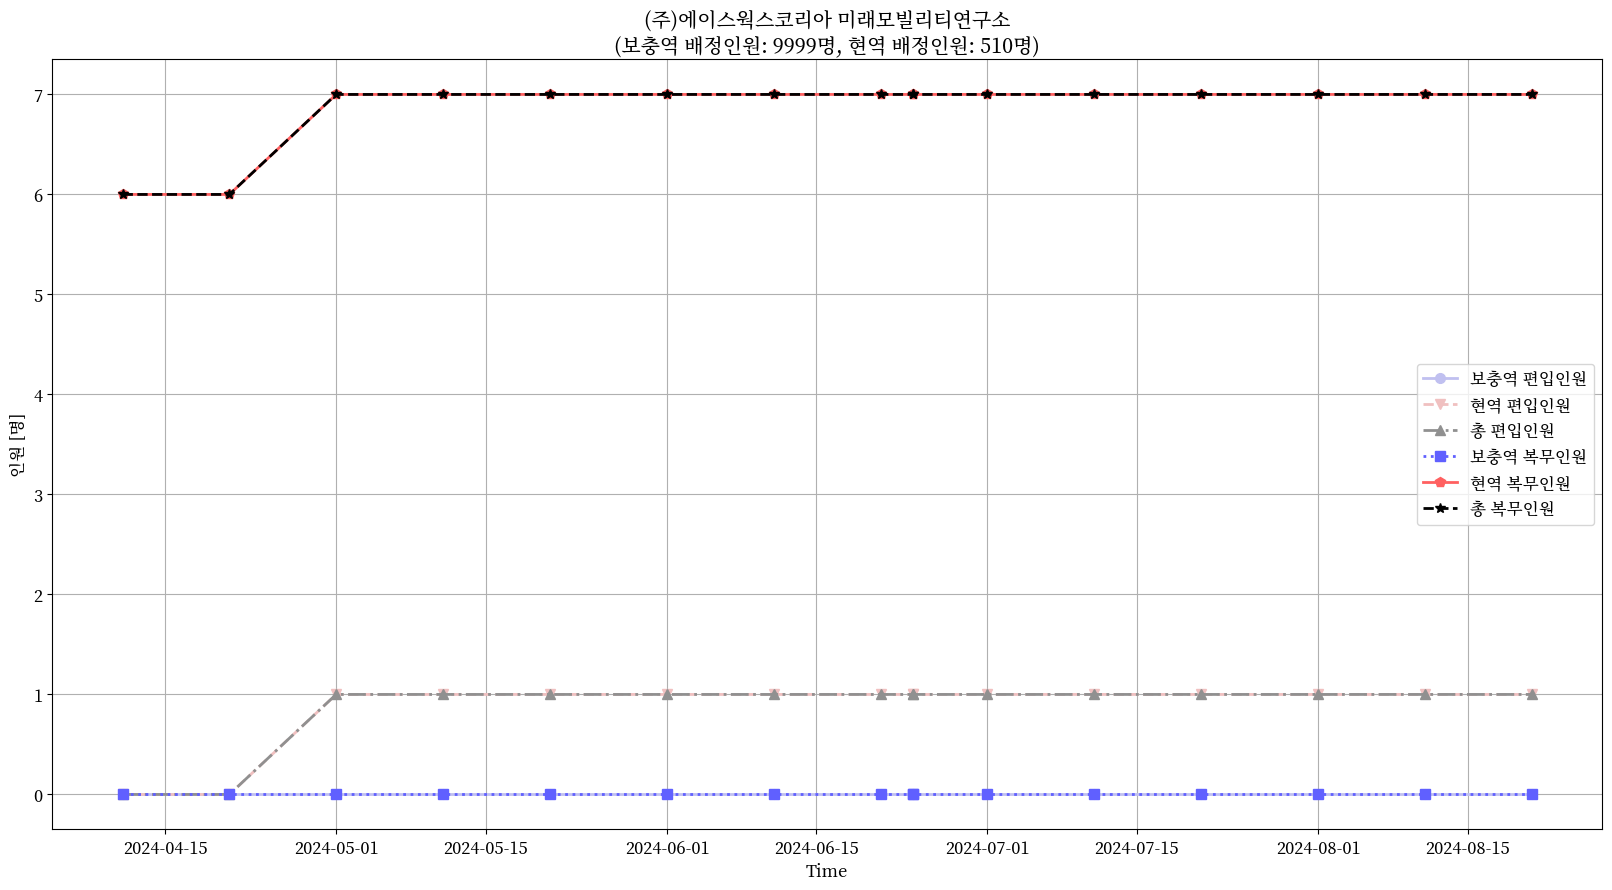 (주)에이스웍스코리아 미래모빌리티연구소
(보충역 배정인원: 9999명, 현역 배정인원: 510명)
7
6
5
4
3
2
1
0
인원 [명]
보충역 편입인원
현역 편입인원
총 편입인원
보충역 복무인원
현역 복무인원
총 복무인원
2024-04-15
2024-05-01
2024-05-15
2024-06-01
2024-06-15
2024-07-01
2024-07-15
2024-08-01
2024-08-15
Time